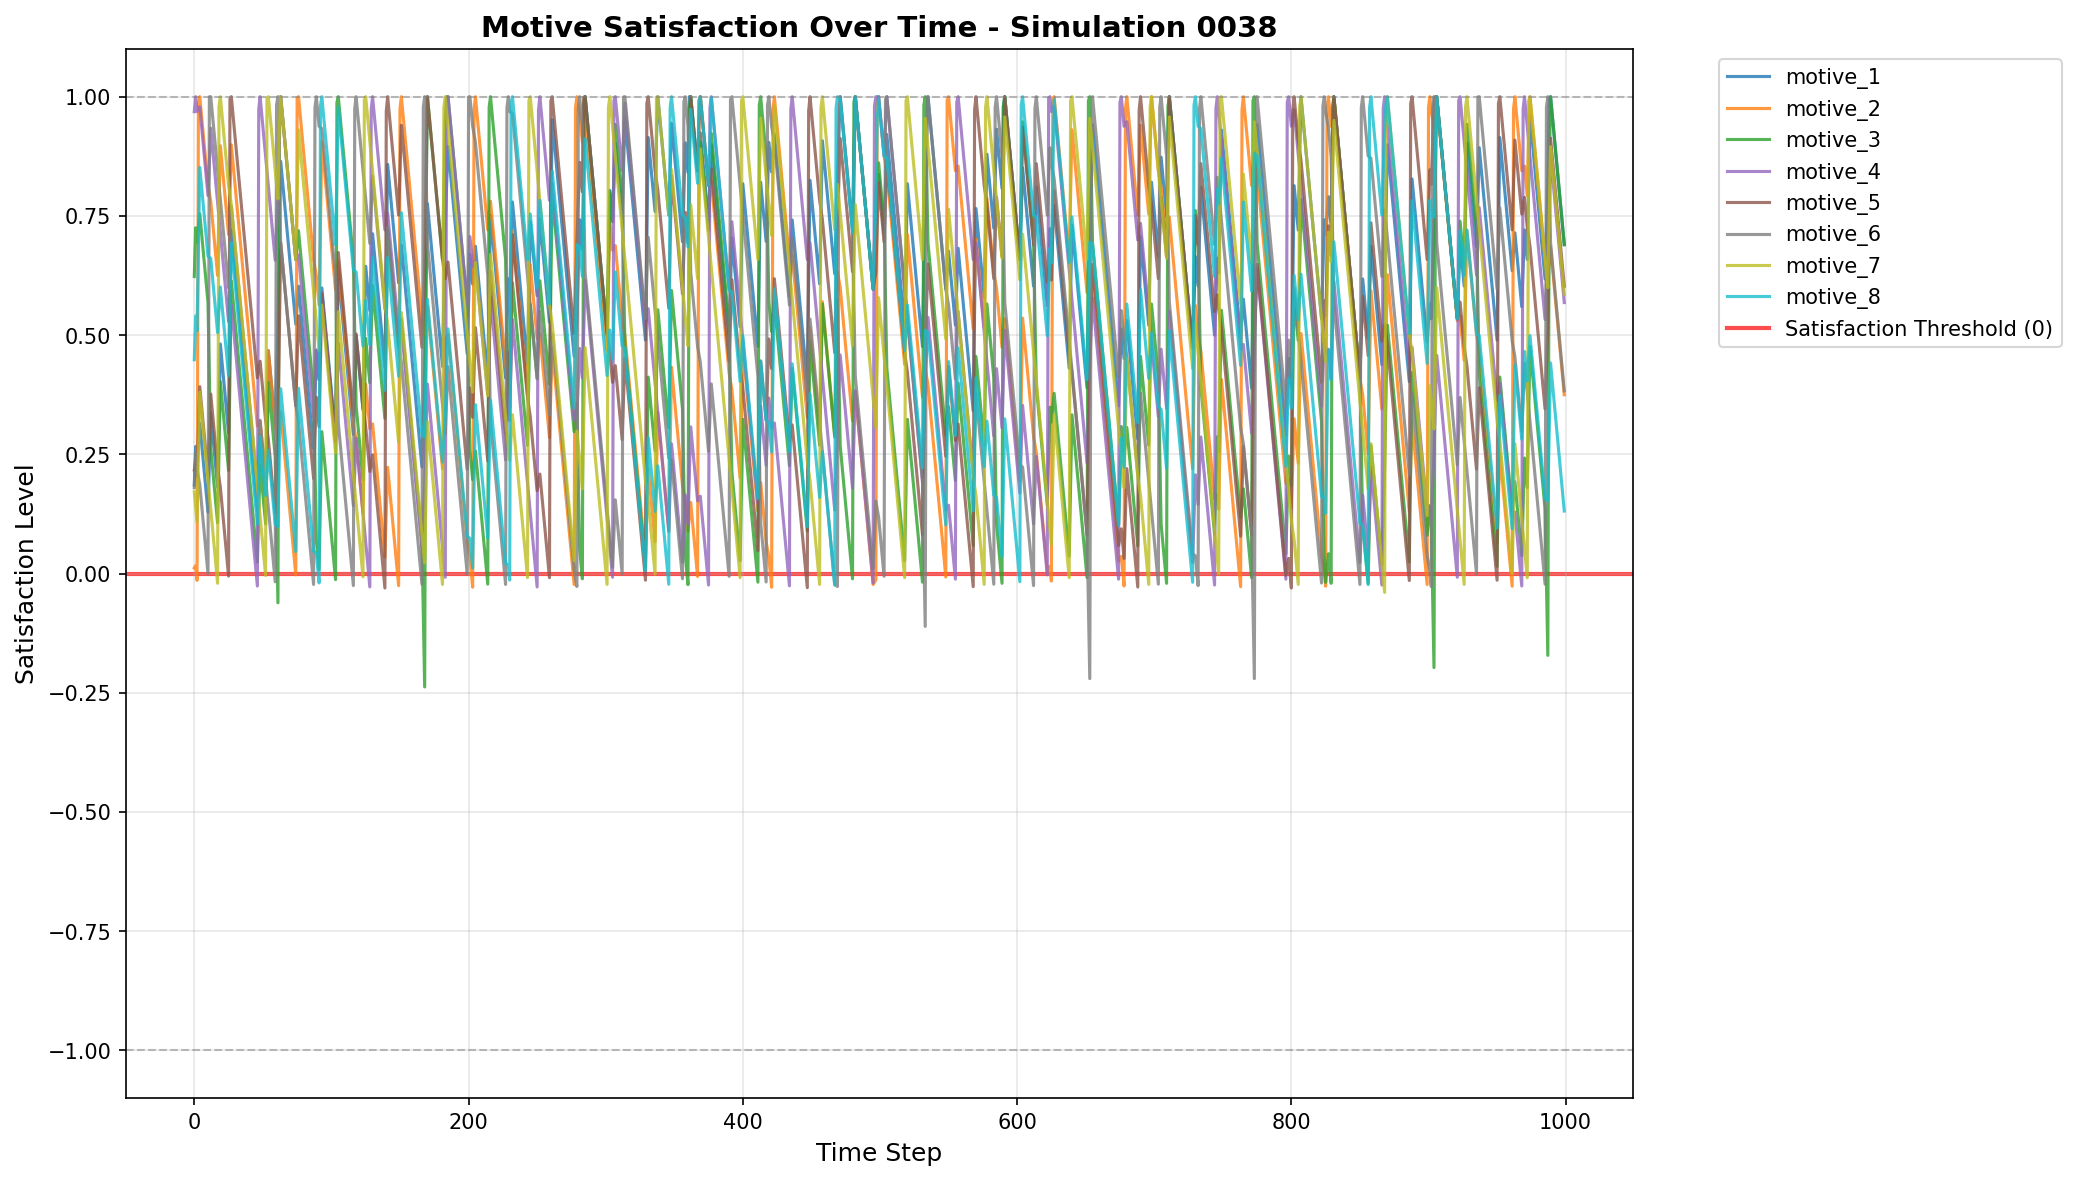 Motive Satisfaction Over Time - Simulation 0038
Satisfaction Level
1.00
0.75
0.50
0.25
0.00
−0.25
−0.50
−0.75
−1.00
0
200
400
600
800
1000
Time Step
motive_1
motive_2
motive_3
motive_4
motive_5
motive_6
motive_7
motive_8
Satisfaction Threshold (0)